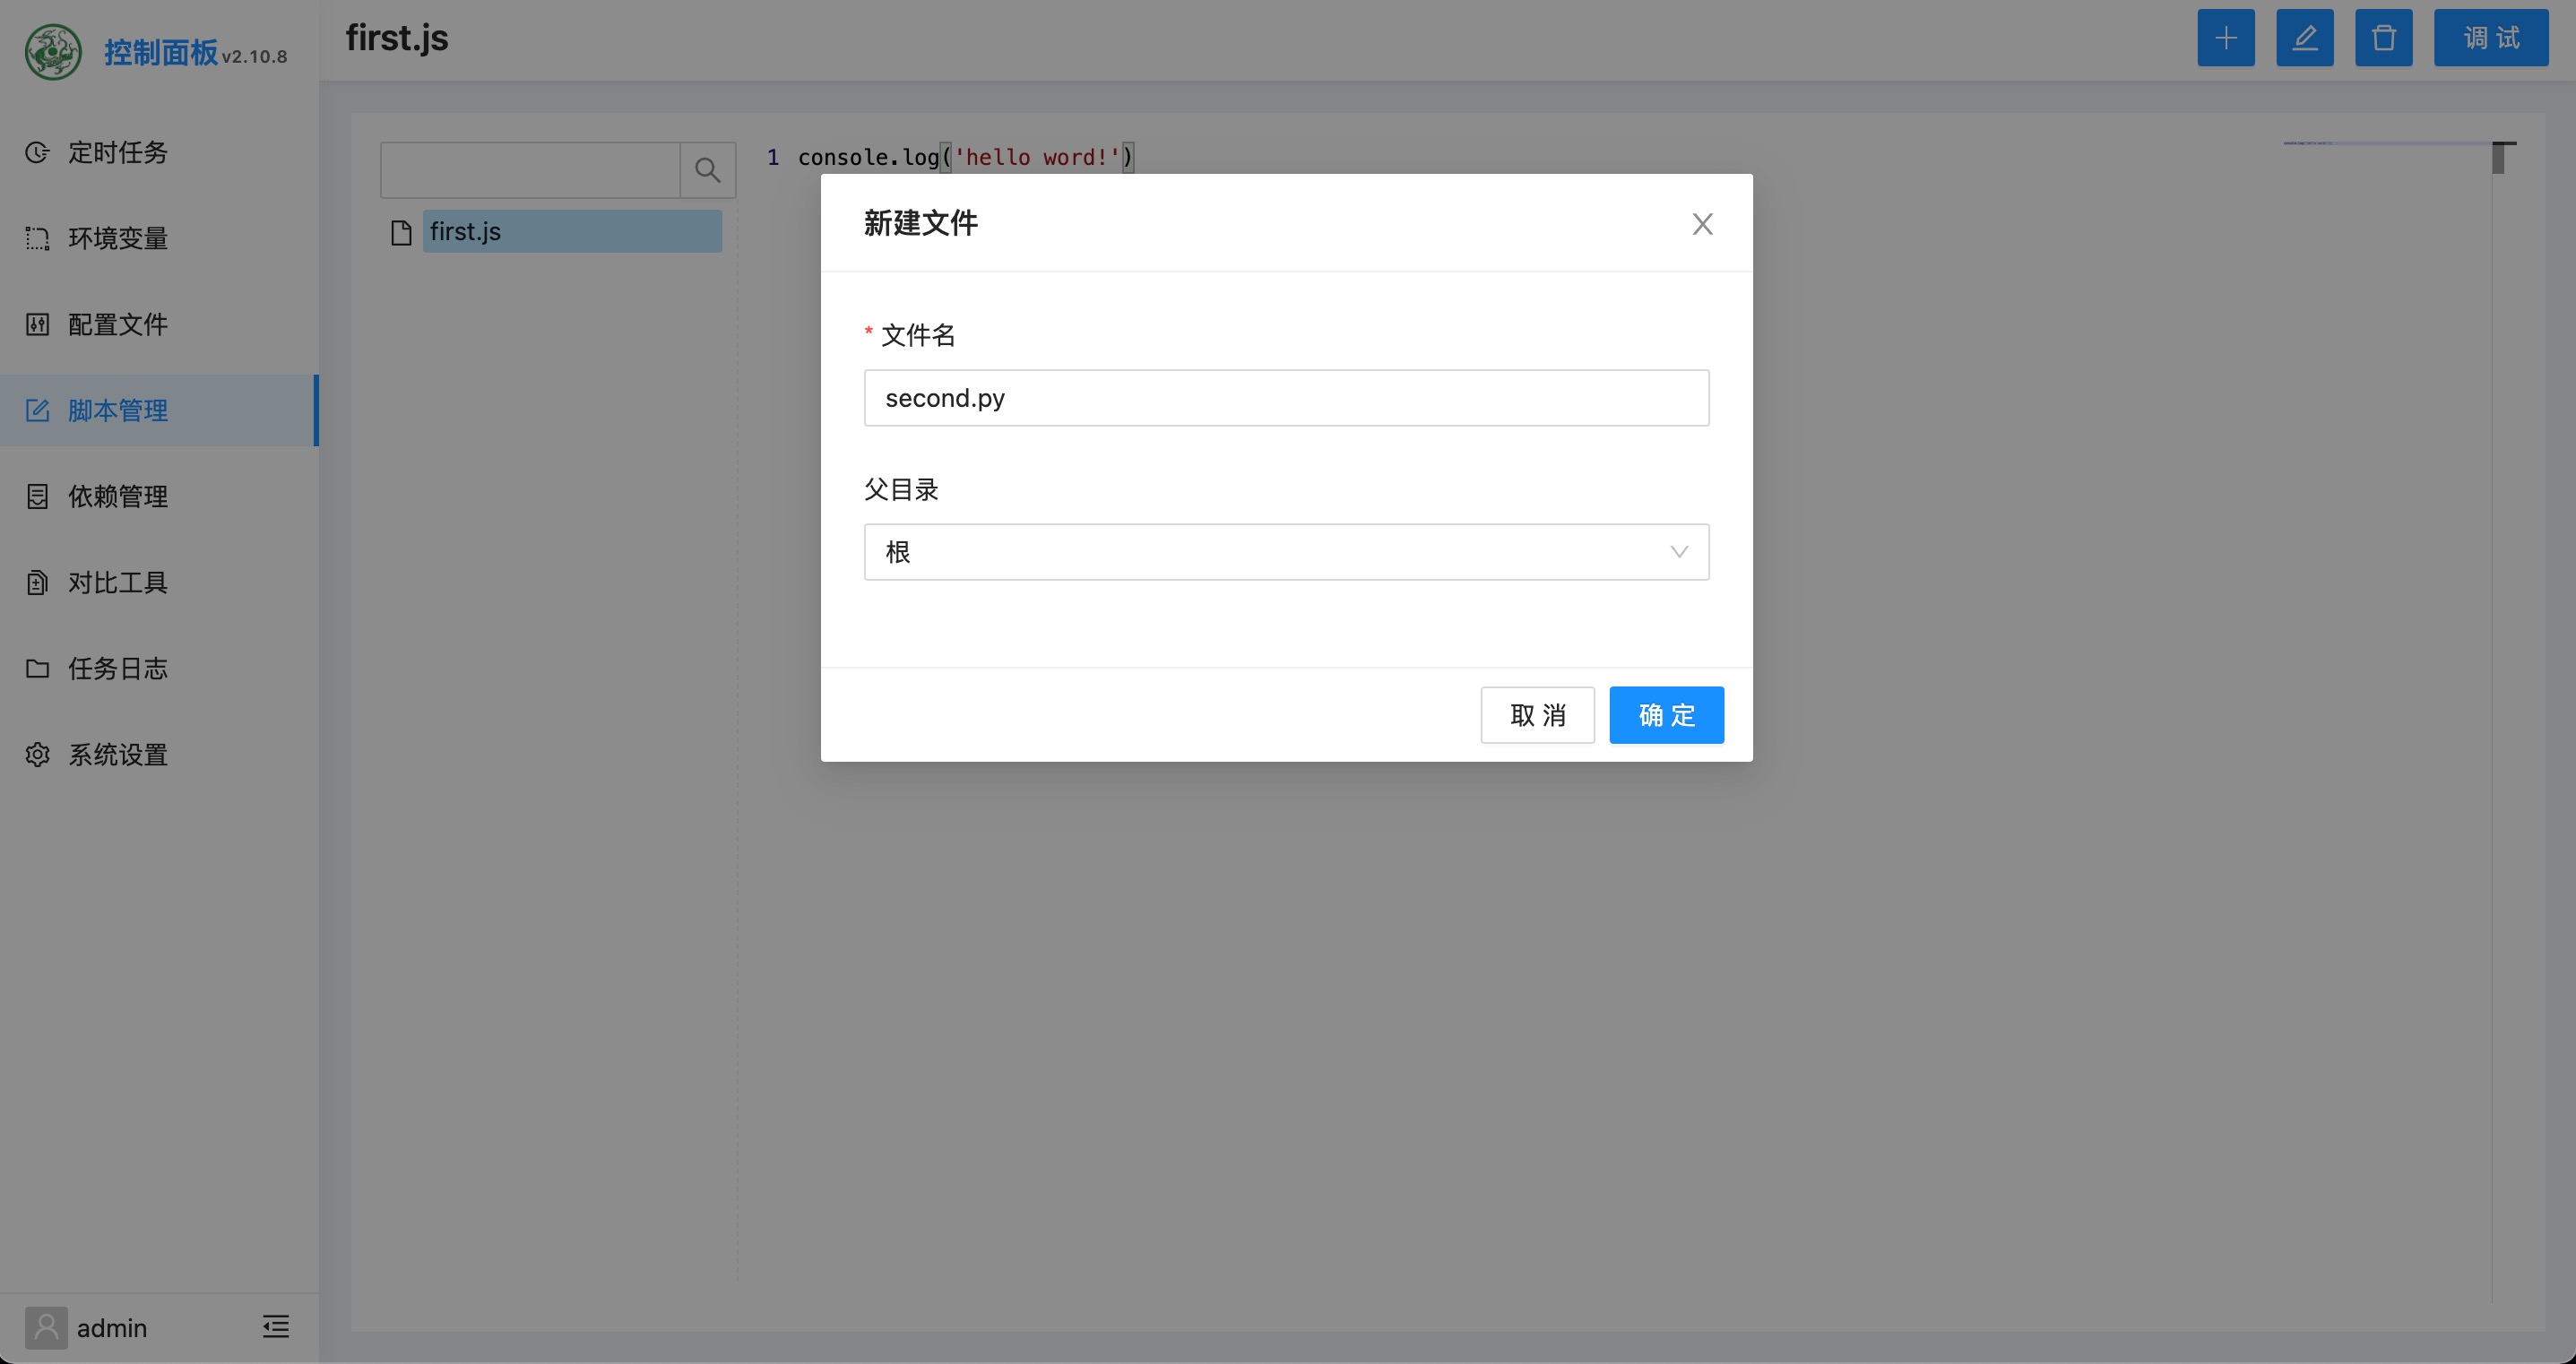 控制面板 v2.10.8
first.js
调 试
定时任务
环境变量
配置文件
脚本管理
依赖管理
对比工具
任务日志
系统设置
admin
first.js
1 console.log('hello word!')
新建文件
* 文件名
second.py
父目录
根
取 消
确 定